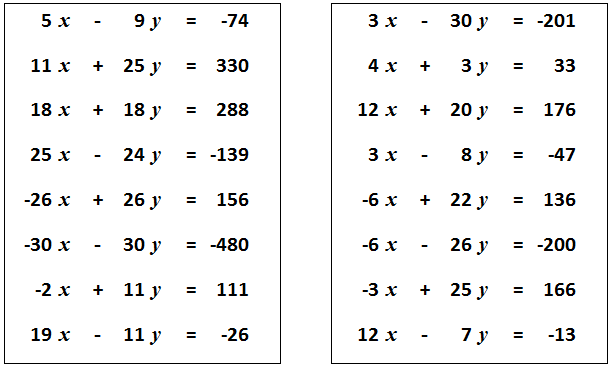 5 x - 9 y = -74
11 x + 25 y = 330
18 x + 18 y = 288
25 x - 24 y = -139
-26 x + 26 y = 156
-30 x - 30 y = -480
-2 x + 11 y = 111
19 x - 11 y = -26
3 x - 30 y = -201
4 x + 3 y = 33
12 x + 20 y = 176
3 x - 8 y = -47
-6 x + 22 y = 136
-6 x - 26 y = -200
-3 x + 25 y = 166
12 x - 7 y = -13